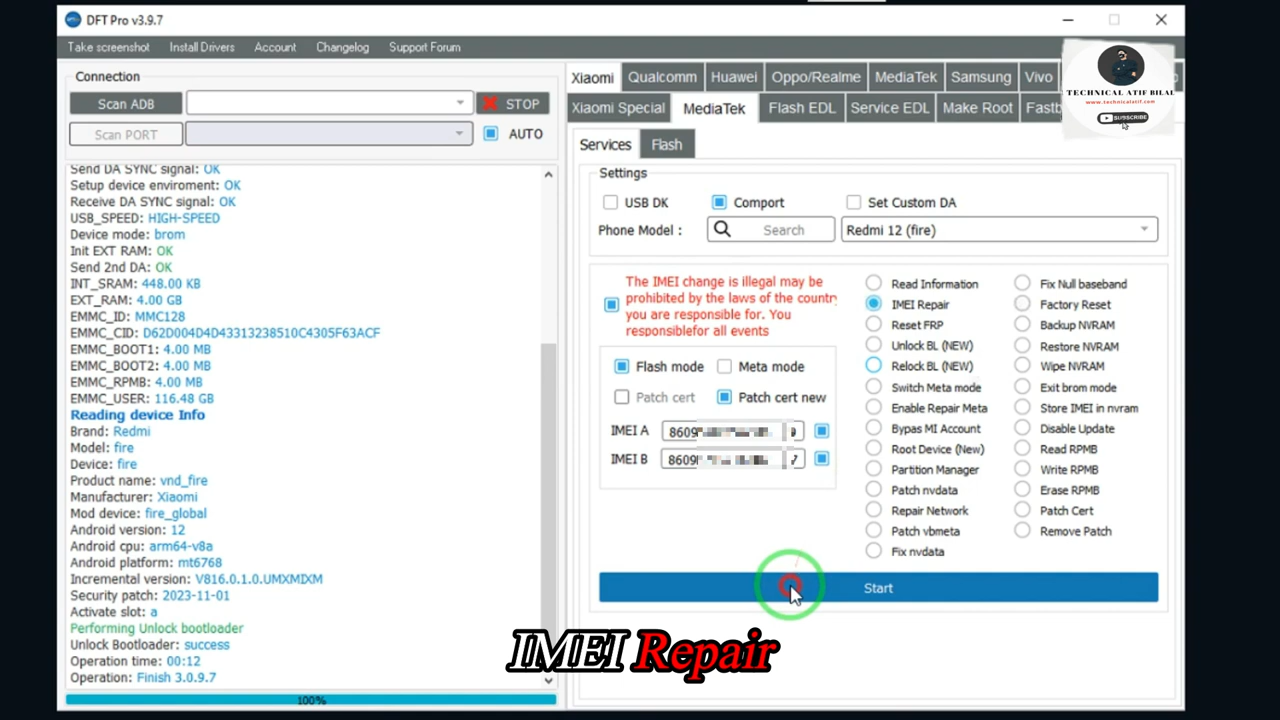 DFT Pro v3.9.7
Take screenshot Install Drivers Account Changelog Support Forum
Connection
Scan ADB STOP
Scan PORT AUTO
Send DA SYNC signal: OK
Setup device enviroment: OK
Receive DA SYNC signal: OK
USB_SPEED: HIGH-SPEED
Device mode: brom
Init EXT RAM: OK
Send 2nd DA: OK
INT_SRAM: 448.00 KB
EXT_RAM: 4.00 GB
EMMC_ID: MMC128
EMMC_CID: D62D004D4D43313238510C4305F63ACF
EMMC_BOOT1: 4.00 MB
EMMC_BOOT2: 4.00 MB
EMMC_RPMB: 4.00 MB
EMMC_USER: 116.48 GB
Reading device Info
Brand: Redmi
Model: fire
Device: fire
Product name: vnd_fire
Manufacturer: Xiaomi
Mod device: fire_global
Android version: 12
Android cpu: arm64-v8a
Android platform: mt6768
Incremental version: V816.0.1.0.UMXMIXM
Security patch: 2023-11-01
Activate slot: a
Performing Unlock bootloader
Unlock Bootloader: success
Operation time: 00:12
Operation: Finish 3.0.9.7
100%
Xiaomi Qualcomm Huawei Oppo/Realme MediaTek Samsung Vivo
Xiaomi Special MediaTek Flash EDL Service EDL Make Root Fastb
TECHNICAL ATIF BILAL
www.technicalatif.com
SUBSCRIBE
Services Flash
Settings
USB DK Comport Set Custom DA
Phone Model : Search Redmi 12 (fire)
The IMEI change is illegal may be
prohibited by the laws of the country
you are responsible for. You
responsiblefor all events
Flash mode Meta mode
Patch cert Patch cert new
IMEI A 8609 9
IMEI B 8609 7
Read Information Fix Null baseband
IMEI Repair Factory Reset
Reset FRP Backup NVRAM
Unlock BL (NEW) Restore NVRAM
Relock BL (NEW) Wipe NVRAM
Switch Meta mode Exit brom mode
Enable Repair Meta Store IMEI in nvram
Bypas MI Account Disable Update
Root Device (New) Read RPMB
Partition Manager Write RPMB
Patch nvdata Erase RPMB
Repair Network Patch Cert
Patch vbmeta Remove Patch
Fix nvdata
Start
IMEI Repair